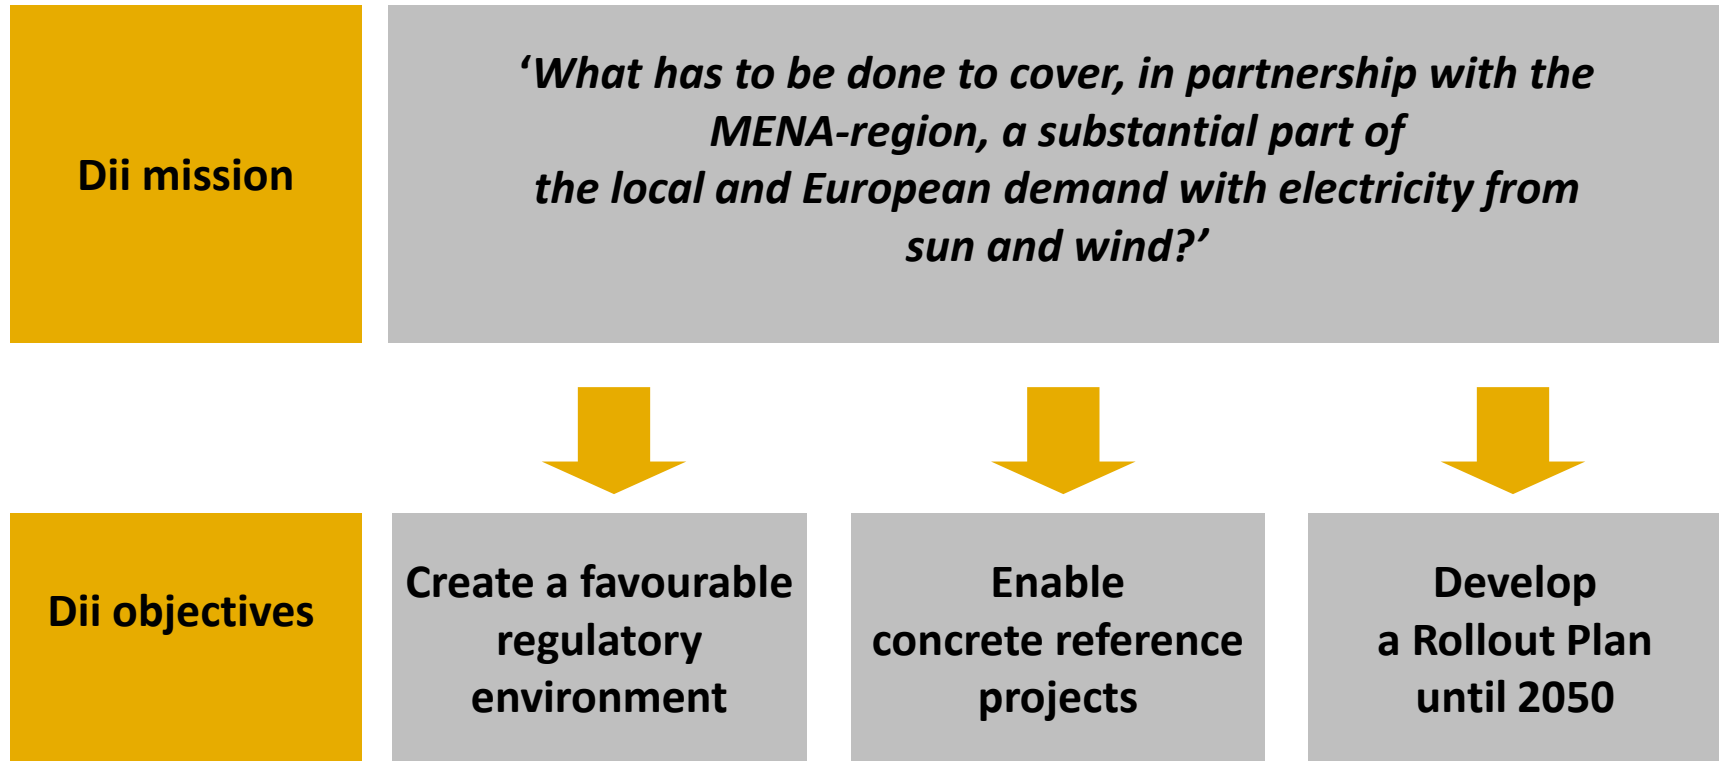 Dii mission
‘What has to be done to cover, in partnership with the
MENA-region, a substantial part of
the local and European demand with electricity from
sun and wind?’
Dii objectives
Create a favourable
regulatory
environment
Enable
concrete reference
projects
Develop
a Rollout Plan
until 2050